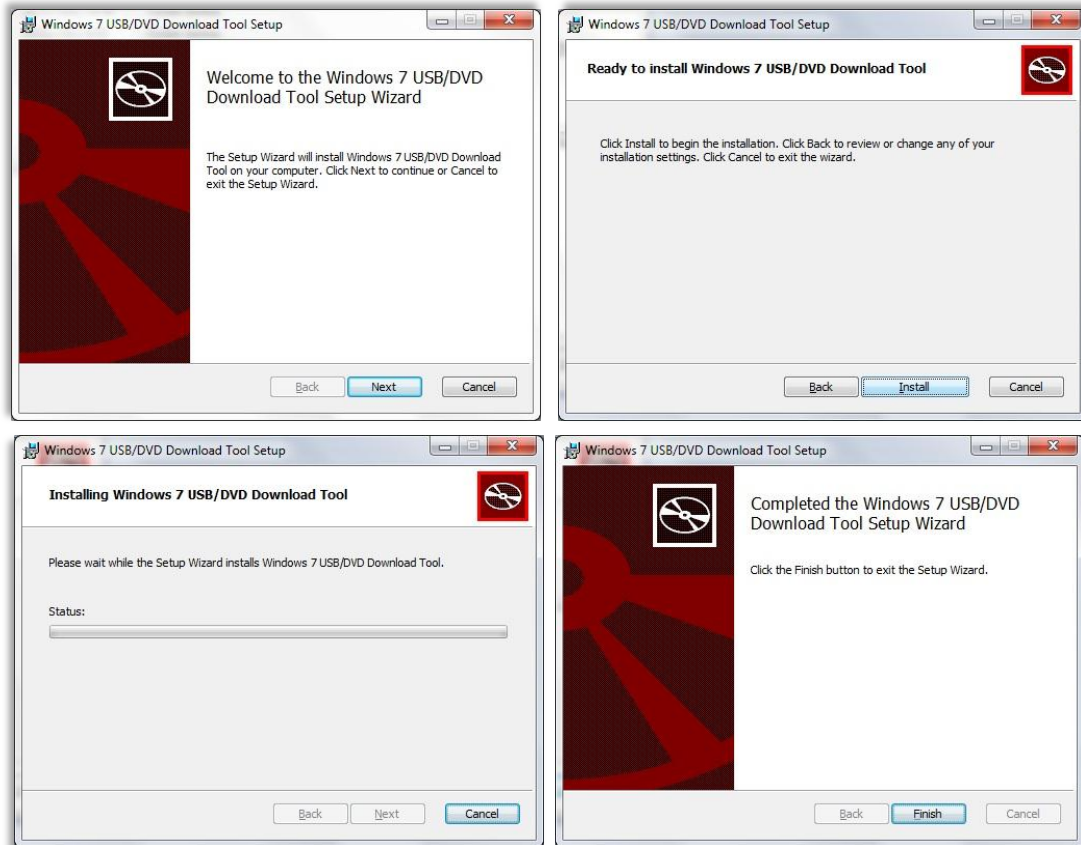 Windows 7 USB/DVD Download Tool Setup
Welcome to the Windows 7 USB/DVD
Download Tool Setup Wizard
The Setup Wizard will install Windows 7 USB/DVD Download
Tool on your computer. Click Next to continue or Cancel to
exit the Setup Wizard.
Back Next Cancel
Windows 7 USB/DVD Download Tool Setup
Ready to install Windows 7 USB/DVD Download Tool
Click Install to begin the installation. Click Back to review or change any of your
installation settings. Click Cancel to exit the wizard.
Back Install Cancel
Windows 7 USB/DVD Download Tool Setup
Installing Windows 7 USB/DVD Download Tool
Please wait while the Setup Wizard installs Windows 7 USB/DVD Download Tool.
Status:
Back Next Cancel
Windows 7 USB/DVD Download Tool Setup
Completed the Windows 7 USB/DVD
Download Tool Setup Wizard
Click the Finish button to exit the Setup Wizard.
Back Finish Cancel